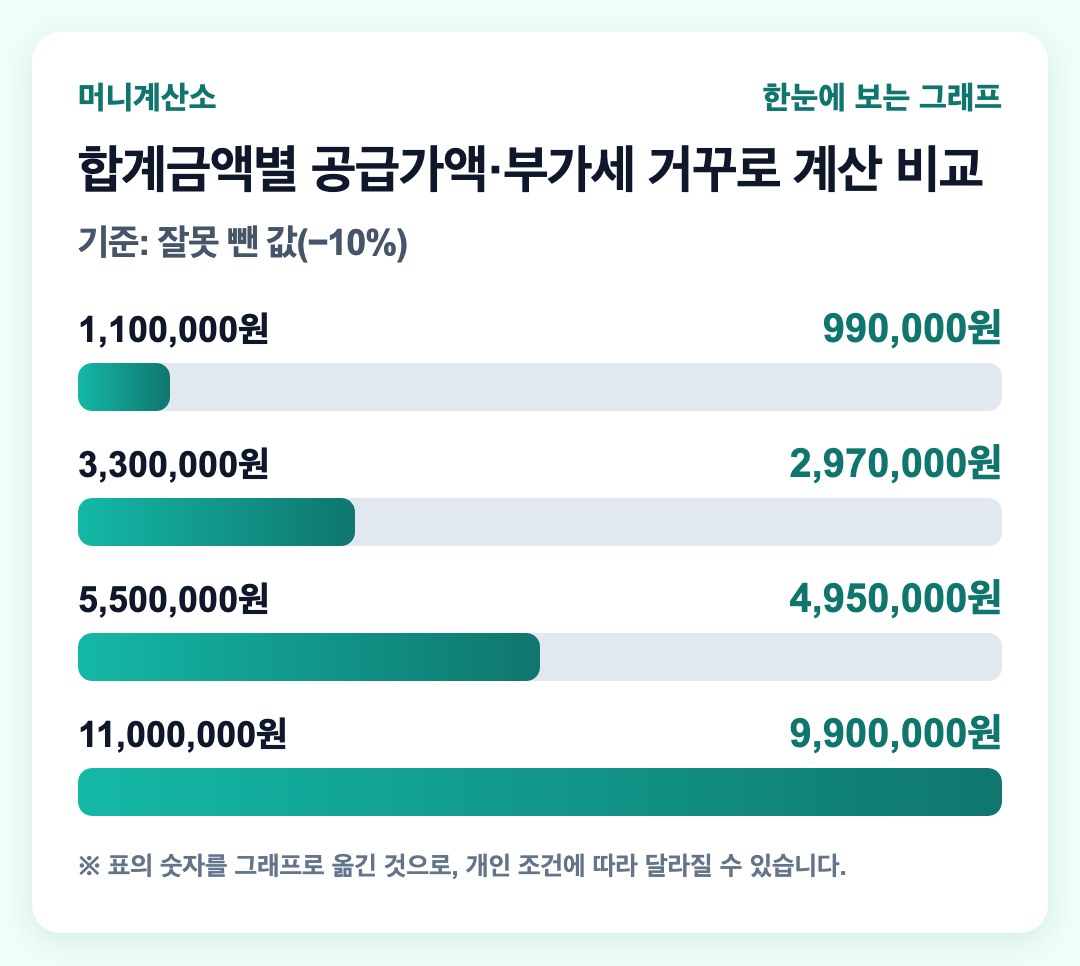 머니계산소
한눈에 보는 그래프
합계금액별 공급가액·부가세 거꾸로 계산 비교
기준: 잘못 뺀 값(−10%)
1,100,000원
990,000원
3,300,000원
2,970,000원
5,500,000원
4,950,000원
11,000,000원
9,900,000원
※ 표의 숫자를 그래프로 옮긴 것으로, 개인 조건에 따라 달라질 수 있습니다.